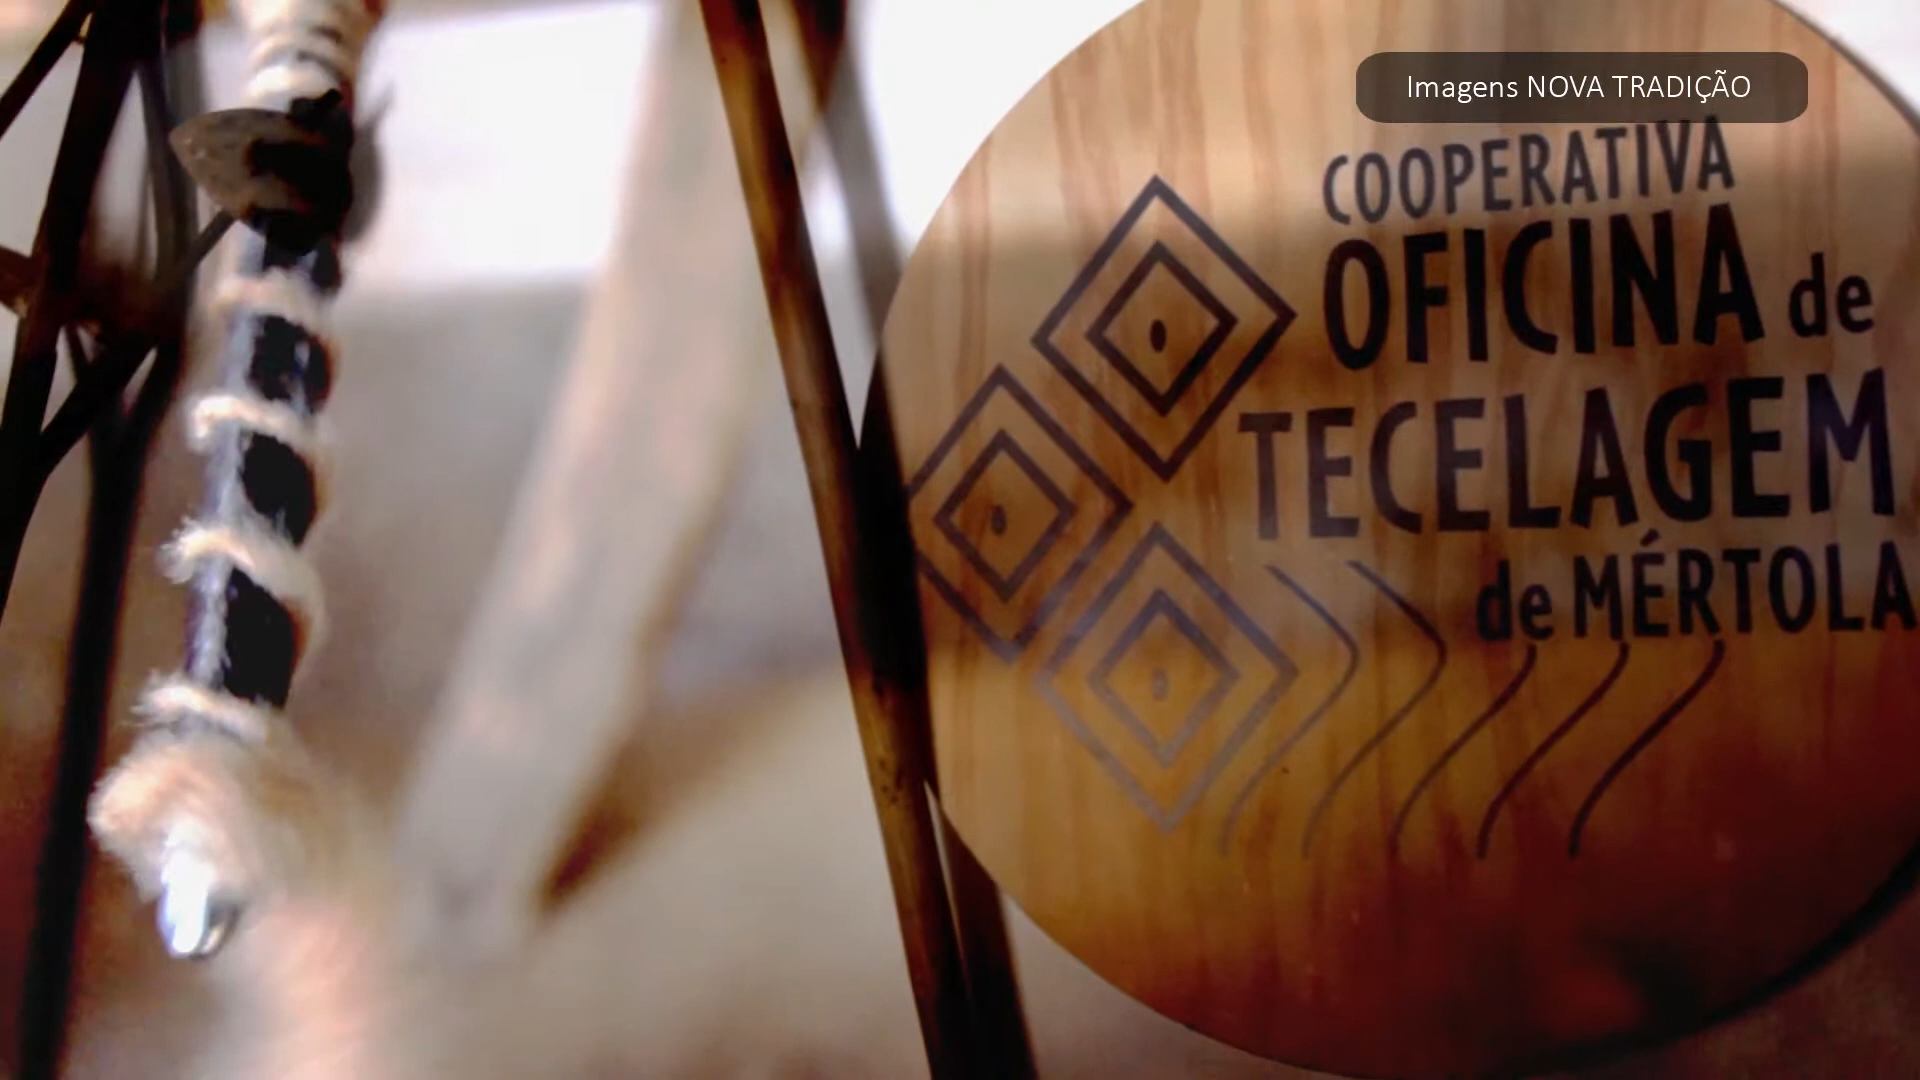 Imagens NOVA TRADIÇÃO
COOPERATIVA
OFICINA de
TECELAGEM
de MÉRTOLA